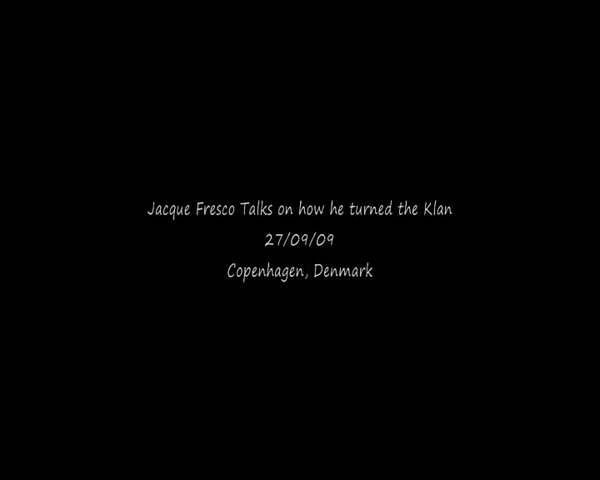 Jacque Fresco Talks on how he turned the Klan
27/09/09
Copenhagen, Denmark